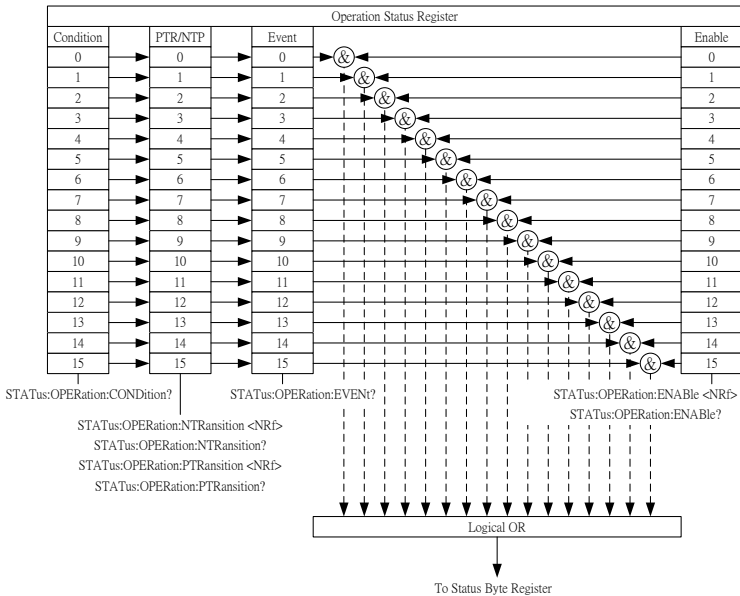 Operation Status Register
Condition PTR/NTP Event Enable
0 0 0 & 0
1 1 1 & 1
2 2 2 & 2
3 3 3 & 3
4 4 4 & 4
5 5 5 & 5
6 6 6 & 6
7 7 7 & 7
8 8 8 & 8
9 9 9 & 9
10 10 10 & 10
11 11 11 & 11
12 12 12 & 12
13 13 13 & 13
14 14 14 & 14
15 15 15 & 15
STATus:OPERation:CONDition? STATus:OPERation:EVENt? STATus:OPERation:ENABle <NRf>
STATus:OPERation:ENABle?
STATus:OPERation:NTRansition <NRf>
STATus:OPERation:NTRansition?
STATus:OPERation:PTRansition <NRf>
STATus:OPERation:PTRansition?
Logical OR
To Status Byte Register